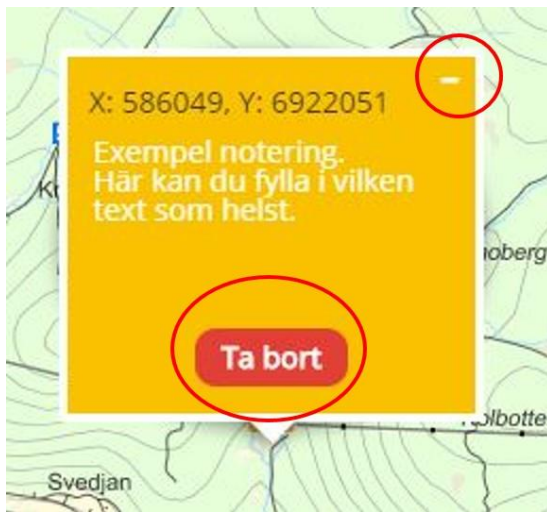 X: 586049, Y: 6922051
Exempel notering.
Här kan du fylla i vilken
text som helst.
Ta bort
Svedjan